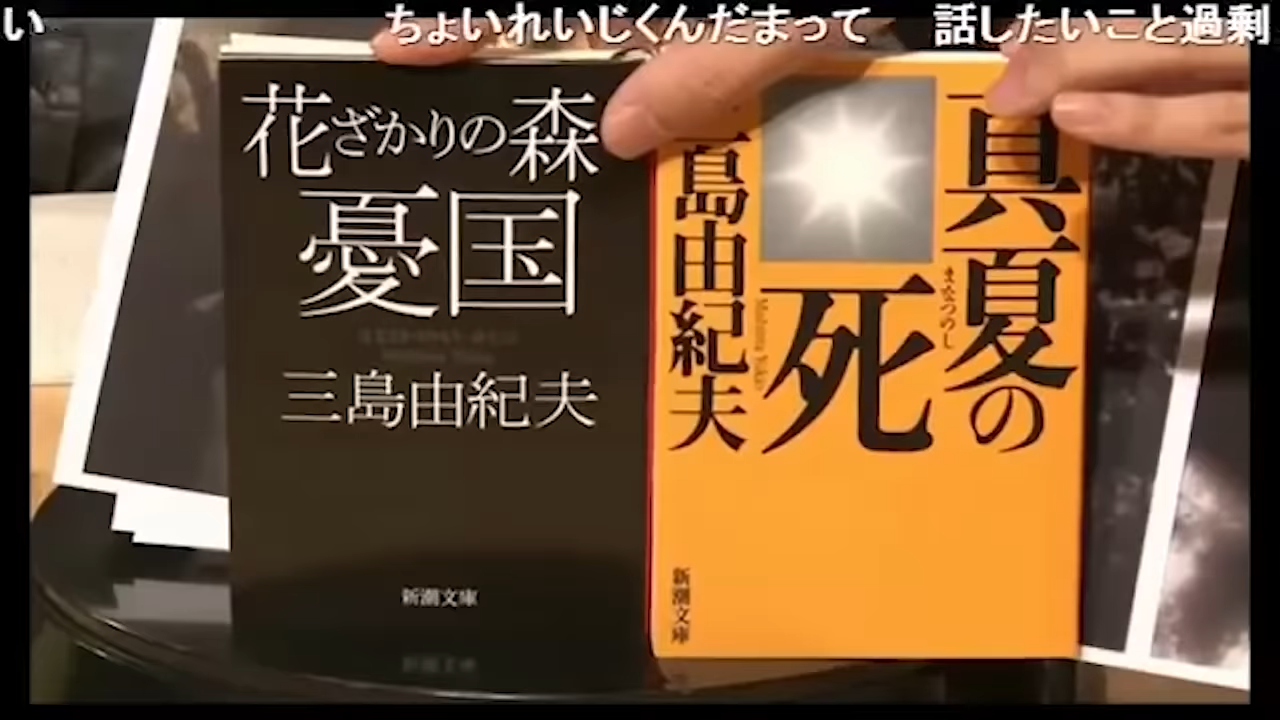 い
ちょいれいじくんだまって
話したいこと過剰
花ざかりの森
憂国
三島由紀夫
新潮文庫
真夏の
死
まなつのし
三島由紀夫
新潮文庫